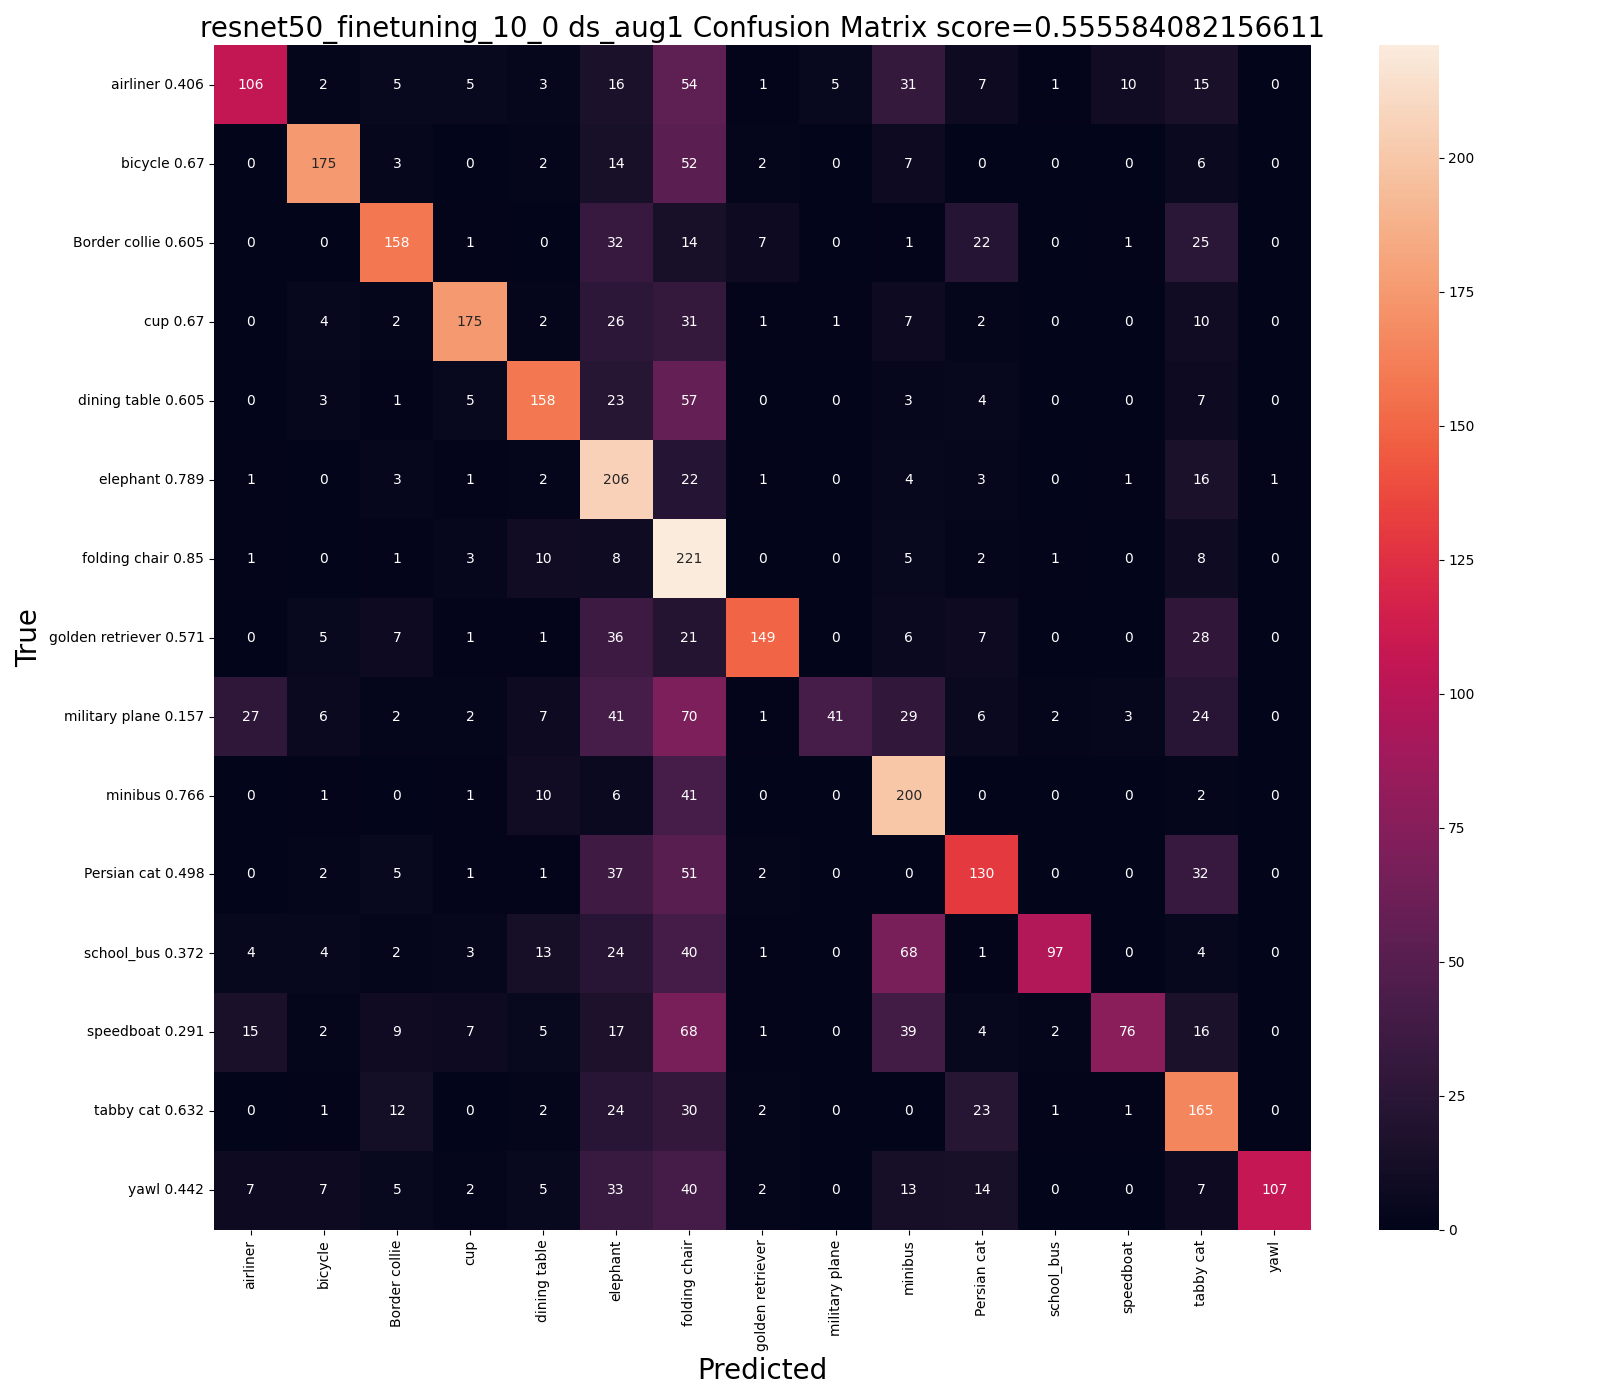 resnet50_finetuning_10_0 ds_aug1 Confusion Matrix score=0.555584082156611
True
airliner 0.406 106 2 5 5 3 16 54 1 5 31 7 1 10 15 0
bicycle 0.67 0 175 3 0 2 14 52 2 0 7 0 0 0 6 0
Border collie 0.605 0 0 158 1 0 32 14 7 0 1 22 0 1 25 0
cup 0.67 0 4 2 175 2 26 31 1 1 7 2 0 0 10 0
dining table 0.605 0 3 1 5 158 23 57 0 0 3 4 0 0 7 0
elephant 0.789 1 0 3 1 2 206 22 1 0 4 3 0 1 16 1
folding chair 0.85 1 0 1 3 10 8 221 0 0 5 2 1 0 8 0
golden retriever 0.571 0 5 7 1 1 36 21 149 0 6 7 0 0 28 0
military plane 0.157 27 6 2 2 7 41 70 1 41 29 6 2 3 24 0
minibus 0.766 0 1 0 1 10 6 41 0 0 200 0 0 0 2 0
Persian cat 0.498 0 2 5 1 1 37 51 2 0 0 130 0 0 32 0
school_bus 0.372 4 4 2 3 13 24 40 1 0 68 1 97 0 4 0
speedboat 0.291 15 2 9 7 5 17 68 1 0 39 4 2 76 16 0
tabby cat 0.632 0 1 12 0 2 24 30 2 0 0 23 1 1 165 0
yawl 0.442 7 7 5 2 5 33 40 2 0 13 14 0 0 7 107
airliner bicycle Border collie cup dining table elephant folding chair golden retriever military plane minibus Persian cat school_bus speedboat tabby cat yawl
Predicted
200
175
150
125
100
75
50
25
0